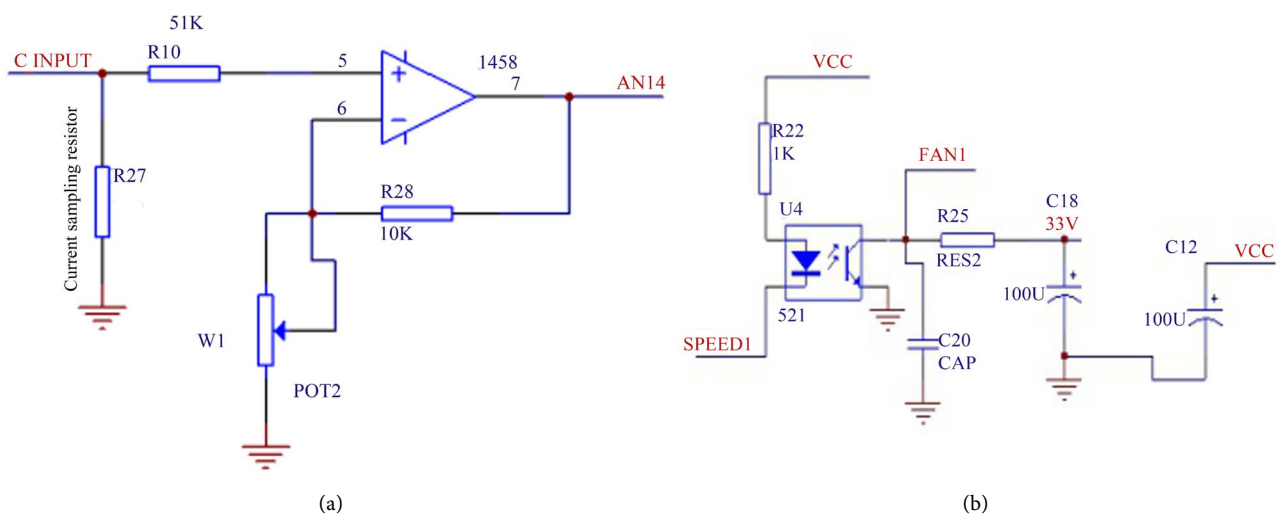 51K
R10
C INPUT
5
+
1458
7
AN14
6
−
Current sampling resistor
R27
R28
10K
W1
POT2
(a)
VCC
R22
1K
FAN1
U4
R25
RES2
C18
33V
C12
VCC
+
100U
+
100U
521
SPEED1
C20
CAP
(b)